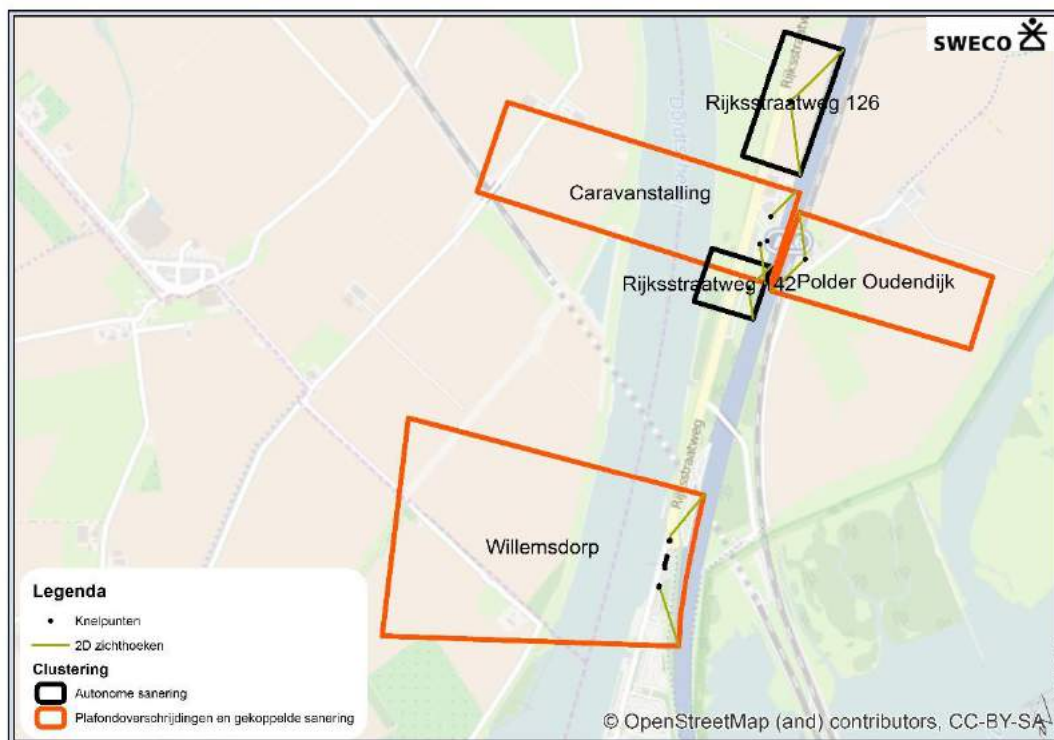 SWECO
Rijksstraatw
Rijksstraatweg 126
Caravanstalling
Rijksstraatweg 142
Polder Oudendijk
Rijksstraatweg
Willemsdorp
Legenda
Knelpunten
2D zichthoeken
Clustering
Autonome sanering
Plafondoverschrijdingen en gekoppelde sanering
© OpenStreetMap (and) contributors, CC-BY-SA
N